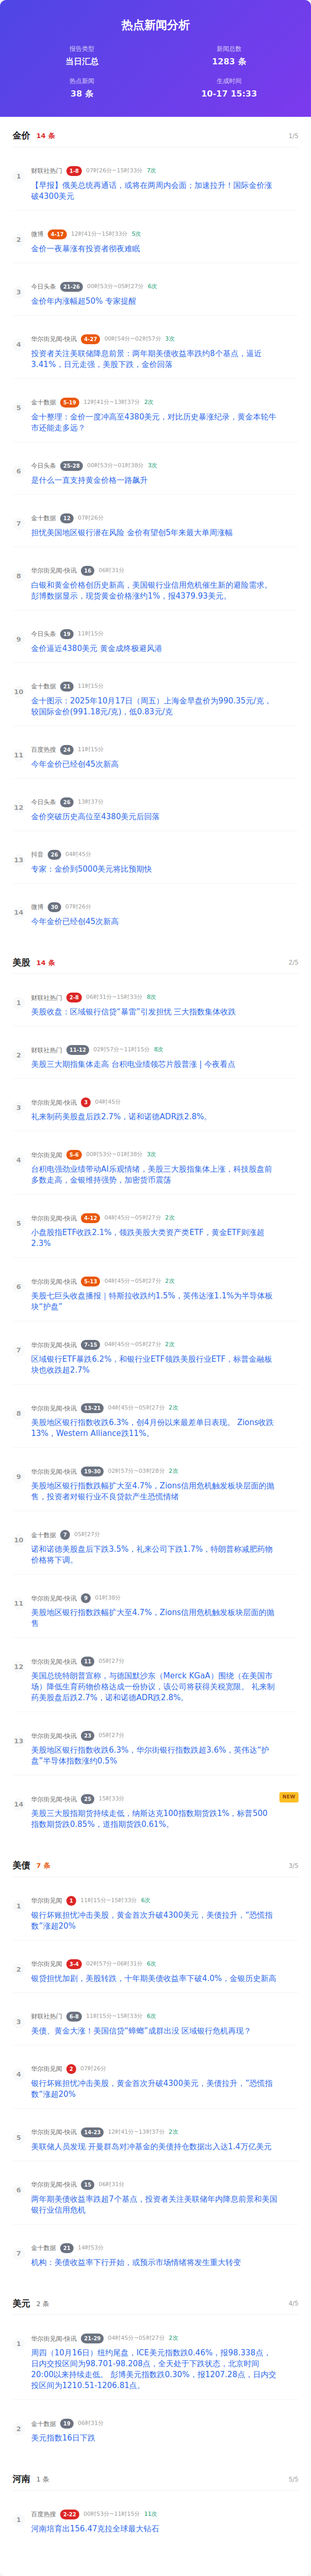 热点新闻分析
报告类型
新闻总数
当日汇总
1283 条
热点新闻
生成时间
38 条
10-17 15:33
金价 14 条 1/5
1 财联社热门 1-8 07时26分~15时33分 7次
【早报】俄美总统再通话，或将在两周内会面；加速拉升！国际金价涨
破4300美元
2 微博 4-17 12时41分~15时33分 5次
金价一夜暴涨有投资者彻夜难眠
3 今日头条 21-26 00时53分~05时27分 6次
金价年内涨幅超50% 专家提醒
4 华尔街见闻 4-27 00时54分~02时57分 3次
投资者关注美联储降息前景；两年期美债收益率跌约8个基点，逼近
3.41%，日元走强，美股下跌，金价回落
5 金十数据 5-19 12时41分~13时37分 2次
金十整理：金价一度冲高至4380美元，对比历史暴涨纪录，黄金本轮牛
市还能走多远？
6 今日头条 25-28 00时53分~01时38分 3次
是什么一直支持黄金价格一路飙升
7 金十数据 12 07时26分
担忧美国地区银行潜在风险 金价有望创5年来最大单周涨幅
8 华尔街见闻-快讯 16 06时31分
白银和黄金价格创历史新高，美国银行业信用危机催生新的避险需求。
彭博数据显示，现货黄金价格涨约1%，报4379.93美元。
9 今日头条 19 11时15分
金价逼近4380美元 黄金成终极避风港
10 金十数据 21 11时15分
金十图示：2025年10月17日（周五）上海金早盘价为990.35元/克，
较国际金价(991.18元/克)，低0.83元/克
11 百度热搜 24 11时15分
今年金价已经创45次新高
12 今日头条 26 13时37分
金价突破历史高位至4380美元后回落
13 抖音 26 04时45分
专家：金价到5000美元将比预期快
14 微博 30 07时26分
今年金价已经创45次新高
美股 14 条 2/5
1 财联社热门 2-8 06时31分~15时33分 8次
美股收盘：区域银行信贷“暴雷”引发担忧 三大指数集体收跌
2 财联社热门 11-12 02时57分~11时15分 8次
美股三大期指集体走高 台积电业绩领芯片股普涨 | 今夜看点
3 华尔街见闻-快讯 3 04时45分
礼来制药美股盘后跌2.7%，诺和诺德ADR跌2.8%。
4 华尔街见闻 5-6 00时53分~01时38分 3次
台积电强劲业绩带动AI乐观情绪，美股三大股指集体上涨，科技股盘前
多数走高，金银维持强势，加密货币震荡
5 华尔街见闻-快讯 4-12 04时45分~05时27分 2次
小盘股指ETF收跌2.1%，领跌美股大类资产类ETF，黄金ETF则涨超
2.3%
6 华尔街见闻-快讯 5-13 04时45分~05时27分 2次
美股七巨头收盘播报｜特斯拉收跌约1.5%，英伟达涨1.1%为半导体板
块“护盘”
7 华尔街见闻-快讯 7-15 04时45分~05时27分 2次
区域银行ETF暴跌6.2%，和银行业ETF领跌美股行业ETF，标普金融板
块也收跌超2.7%
8 华尔街见闻-快讯 13-21 04时45分~05时27分 2次
美股地区银行指数收跌6.3%，创4月份以来最差单日表现。 Zions收跌
13%，Western Alliance跌11%。
9 华尔街见闻-快讯 19-30 02时57分~03时28分 2次
美股地区银行指数跌幅扩大至4.7%，Zions信用危机触发板块层面的抛
售，投资者对银行业不良贷款产生恐慌情绪
10 金十数据 7 05时27分
诺和诺德美股盘后下跌3.5%，礼来公司下跌1.7%，特朗普称减肥药物
价格将下调。
11 华尔街见闻-快讯 9 01时38分
美股地区银行指数跌幅扩大至4.7%，Zions信用危机触发板块层面的抛
售
12 华尔街见闻-快讯 11 05时27分
美国总统特朗普宣称，与德国默沙东（Merck KGaA）围绕（在美国市
场）降低生育药物价格达成一份协议，该公司将获得关税宽限。 礼来制
药美股盘后跌2.7%，诺和诺德ADR跌2.8%。
13 华尔街见闻-快讯 23 05时27分
美股地区银行指数收跌6.3%，华尔街银行指数跌超3.6%，英伟达“护
盘”半导体指数涨约0.5%
14 华尔街见闻-快讯 25 15时33分 NEW
美股三大股指期货持续走低，纳斯达克100指数期货跌1%，标普500
指数期货跌0.85%，道指期货跌0.61%。
美债 7 条 3/5
1 华尔街见闻 1 11时15分~15时33分 6次
银行坏账担忧冲击美股，黄金首次升破4300美元，美债拉升，“恐慌指
数”涨超20%
2 华尔街见闻 3-4 02时57分~06时31分 6次
银贷担忧加剧，美股转跌，十年期美债收益率下破4.0%，金银历史新高
3 财联社热门 6-8 11时15分~15时33分 6次
美债、黄金大涨！美国信贷“蟑螂”成群出没 区域银行危机再现？
4 华尔街见闻 2 07时26分
银行坏账担忧冲击美股，黄金首次升破4300美元，美债拉升，“恐慌指
数”涨超20%
5 华尔街见闻-快讯 14-23 12时41分~13时37分 2次
美联储人员发现 开曼群岛对冲基金的美债持仓数据出入达1.4万亿美元
6 华尔街见闻-快讯 15 06时31分
两年期美债收益率跌超7个基点，投资者关注美联储年内降息前景和美国
银行业信用危机
7 金十数据 21 14时53分
机构：美债收益率下行开始，或预示市场情绪将发生重大转变
美元 2 条 4/5
1 华尔街见闻-快讯 21-29 04时45分~05时27分 2次
周四（10月16日）纽约尾盘，ICE美元指数跌0.46%，报98.338点，
日内交投区间为98.701-98.208点，全天处于下跌状态，北京时间
20:00以来持续走低。 彭博美元指数跌0.30%，报1207.28点，日内交
投区间为1210.51-1206.81点。
2 金十数据 19 06时31分
美元指数16日下跌
河南 1 条 5/5
1 百度热搜 2-22 00时53分~11时15分 11次
河南培育出156.47克拉全球最大钻石